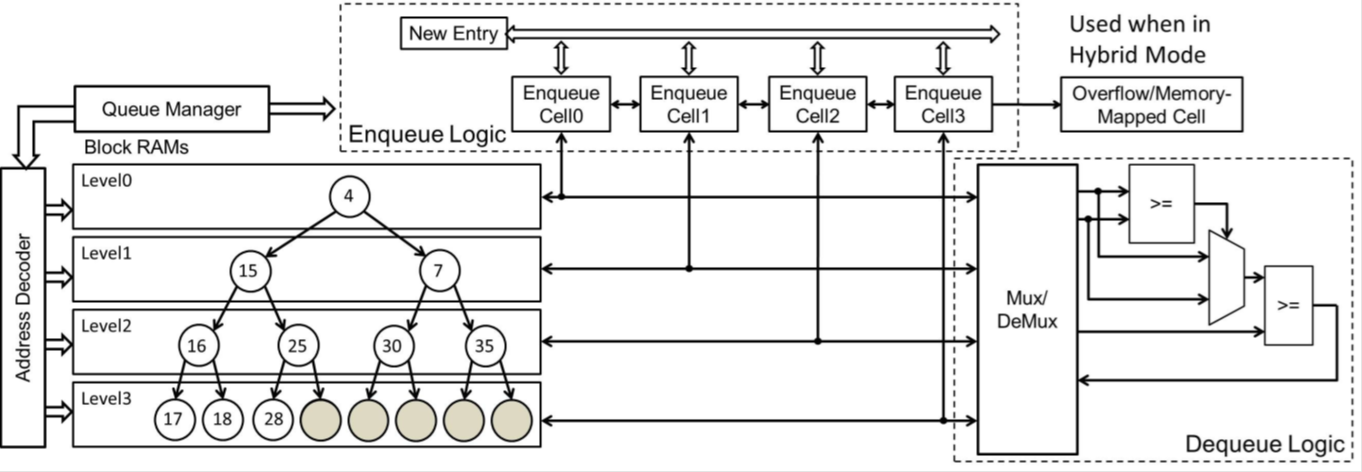 New Entry
Used when in
Hybrid Mode
Queue Manager
Enqueue
Cell0
Enqueue
Cell1
Enqueue
Cell2
Enqueue
Cell3
Overflow/Memory-
Mapped Cell
Enqueue Logic
Block RAMs
Address Decoder
Level0
4
Level1
15
7
Level2
16
25
30
35
Level3
17
18
28
Mux/
DeMux
>=
>=
Dequeue Logic